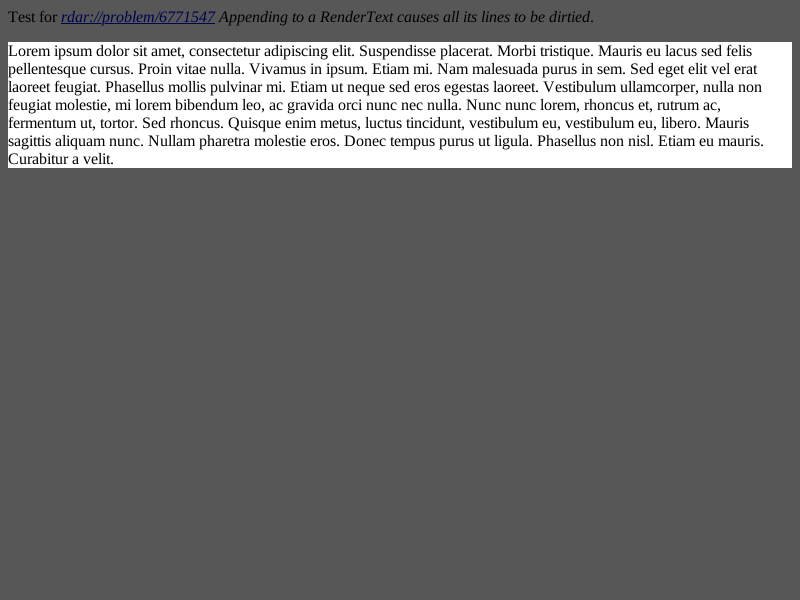 Test for rdar://problem/6771547 Appending to a RenderText causes all its lines to be dirtied.
Lorem ipsum dolor sit amet, consectetur adipiscing elit. Suspendisse placerat. Morbi tristique. Mauris eu lacus sed felis
pellentesque cursus. Proin vitae nulla. Vivamus in ipsum. Etiam mi. Nam malesuada purus in sem. Sed eget elit vel erat
laoreet feugiat. Phasellus mollis pulvinar mi. Etiam ut neque sed eros egestas laoreet. Vestibulum ullamcorper, nulla non
feugiat molestie, mi lorem bibendum leo, ac gravida orci nunc nec nulla. Nunc nunc lorem, rhoncus et, rutrum ac,
fermentum ut, tortor. Sed rhoncus. Quisque enim metus, luctus tincidunt, vestibulum eu, vestibulum eu, libero. Mauris
sagittis aliquam nunc. Nullam pharetra molestie eros. Donec tempus purus ut ligula. Phasellus non nisl. Etiam eu mauris.
Curabitur a velit.